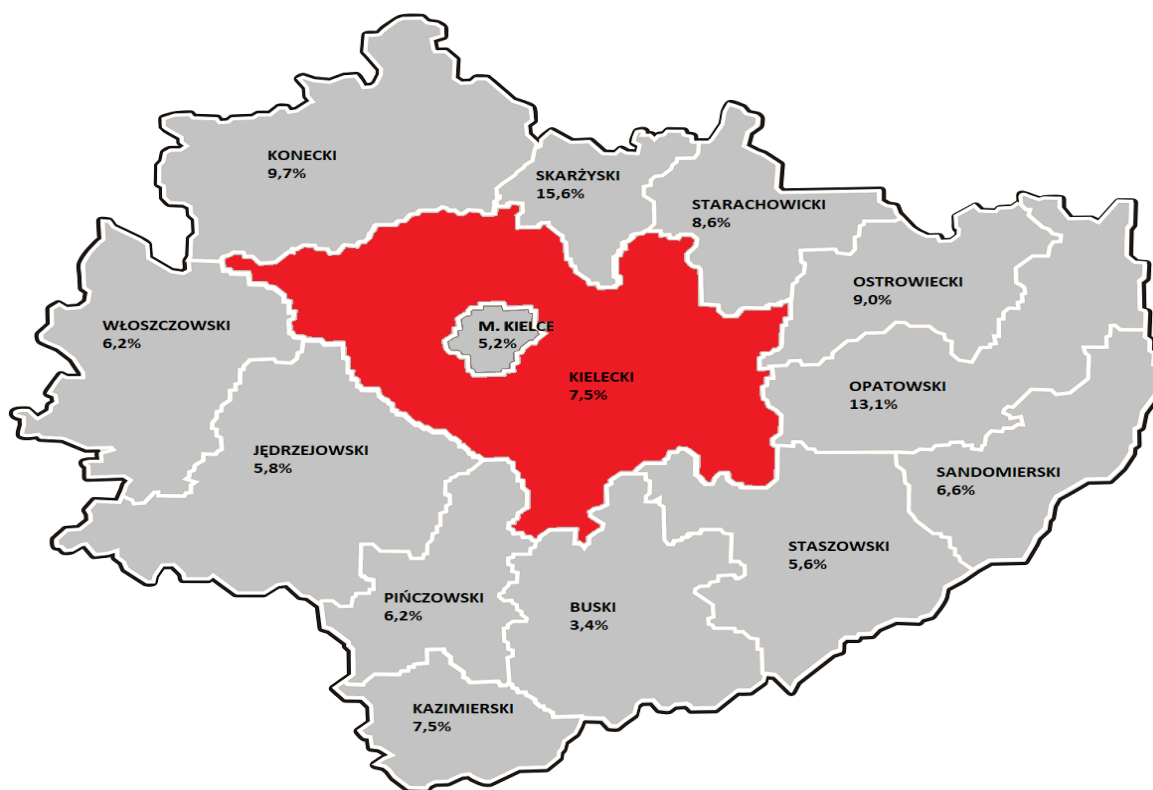 KONECKI
9,7%
SKARŻYSKI
15,6%
STARACHOWICKI
8,6%
OSTROWIECKI
9,0%
WŁOSZCZOWSKI
6,2%
M. KIELCE
5,2%
KIELECKI
7,5%
OPATOWSKI
13,1%
JĘDRZEJOWSKI
5,8%
SANDOMIERSKI
6,6%
STASZOWSKI
5,6%
PIŃCZOWSKI
6,2%
BUSKI
3,4%
KAZIMIERSKI
7,5%